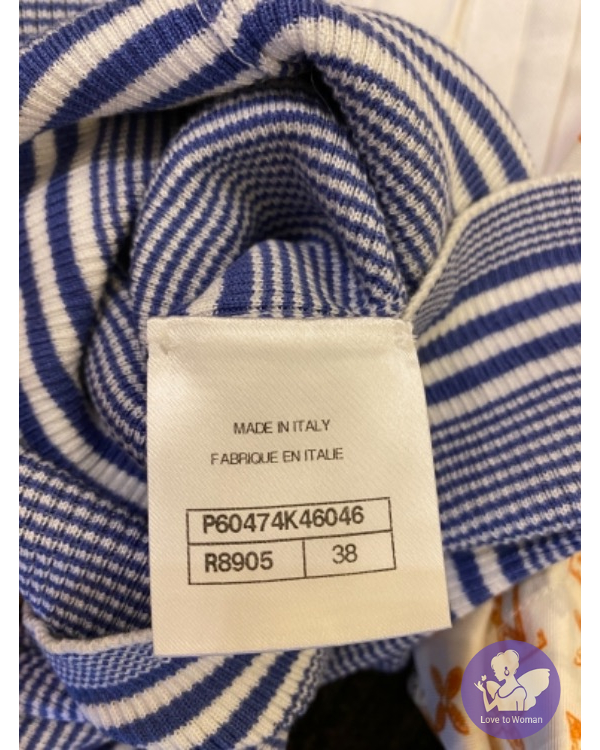 MADE IN ITALY
FABRIQUE EN ITALIE
P60474K46046
R8905 38
Love to Woman